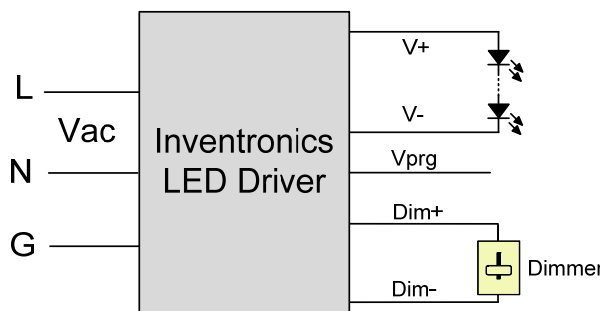 L
Vac
N
G
Inventronics
LED Driver
V+
V-
Vprg
Dim+
Dim-
Dimmer